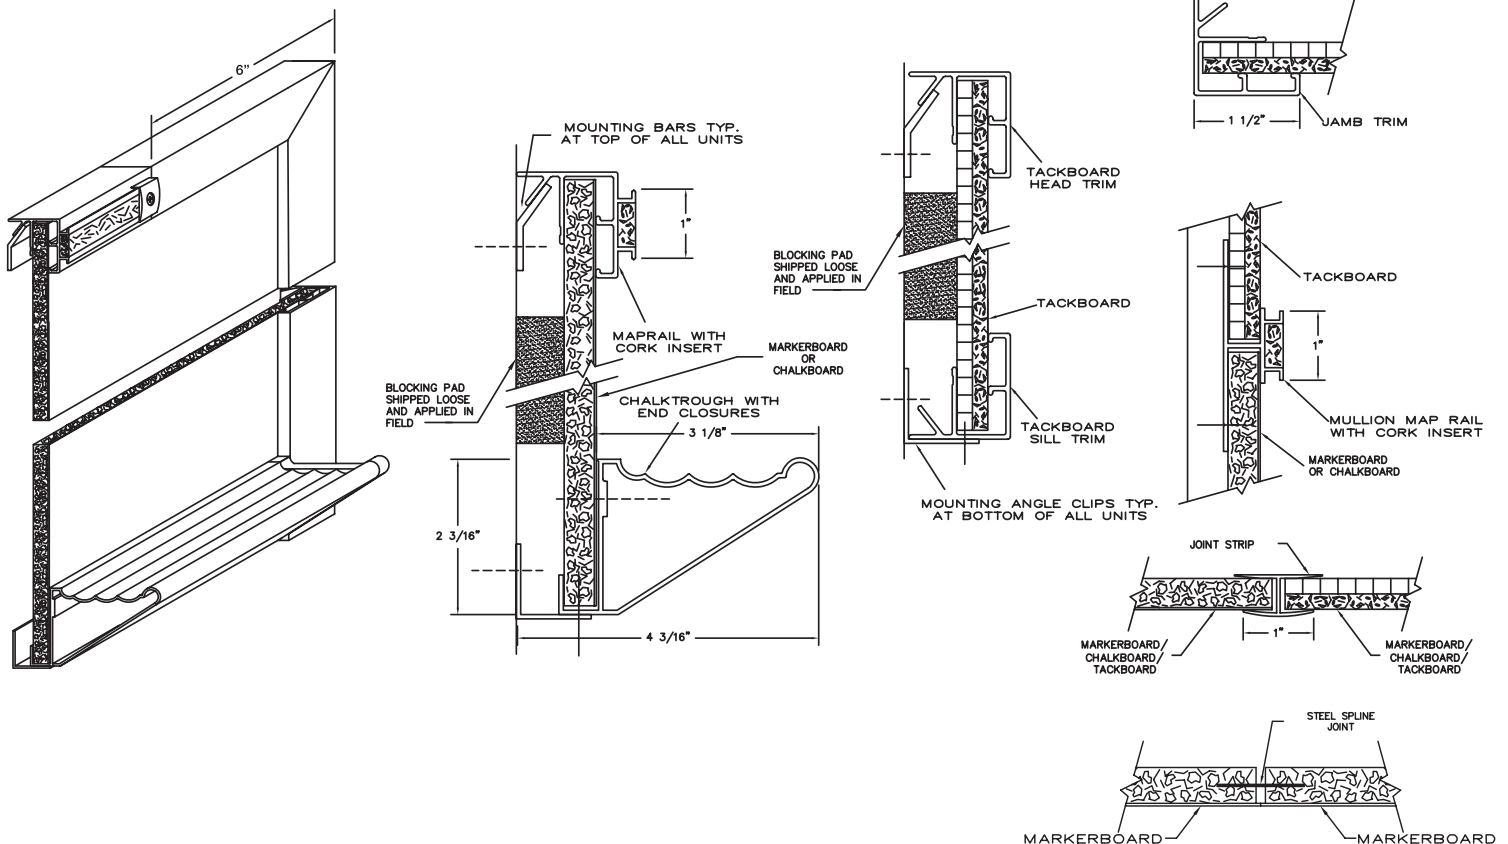 6"
MOUNTING BARS TYP.
AT TOP OF ALL UNITS
1"
MAPRAIL WITH
CORK INSERT
MARKERBOARD
OR
CHALKBOARD
BLOCKING PAD
SHIPPED LOOSE
AND APPLIED IN
FIELD
CHALKTROUGH WITH
END CLOSURES
3 1/8"
2 3/16"
4 3/16"
TACKBOARD
HEAD TRIM
BLOCKING PAD
SHIPPED LOOSE
AND APPLIED IN
FIELD
TACKBOARD
TACKBOARD
SILL TRIM
MOUNTING ANGLE CLIPS TYP.
AT BOTTOM OF ALL UNITS
1 1/2"
JAMB TRIM
TACKBOARD
1"
MULLION MAP RAIL
WITH CORK INSERT
MARKERBOARD
OR CHALKBOARD
JOINT STRIP
1"
MARKERBOARD/
CHALKBOARD/
TACKBOARD
MARKERBOARD/
CHALKBOARD/
TACKBOARD
STEEL SPLINE
JOINT
MARKERBOARD
MARKERBOARD